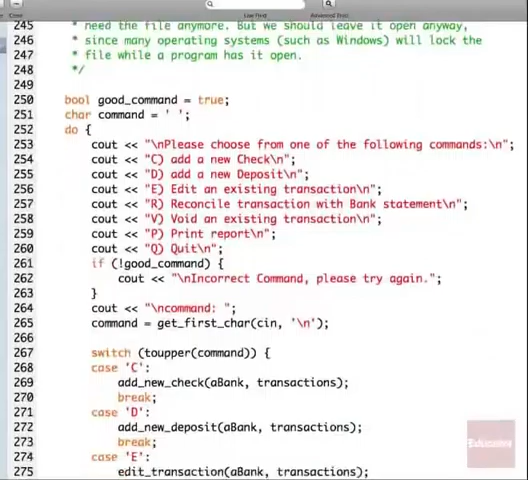 245 * need the file anymore. But we should leave it open anyway,
246 * since many operating systems (such as Windows) will lock the
247 * file while a program has it open.
248 */
249
250 bool good_command = true;
251 char command = ' ';
252 do {
253 cout << "\nPlease choose from one of the following commands:\n";
254 cout << "C) add a new Check\n";
255 cout << "D) add a new Deposit\n";
256 cout << "E) Edit an existing transaction\n";
257 cout << "R) Reconcile transaction with Bank statement\n";
258 cout << "V) Void an existing transaction\n";
259 cout << "P) Print report\n";
260 cout << "Q) Quit\n";
261 if (!good_command) {
262 cout << "\nIncorrect Command, please try again.";
263 }
264 cout << "\ncommand: ";
265 command = get_first_char(cin, '\n');
266
267 switch (toupper(command)) {
268 case 'C':
269 add_new_check(aBank, transactions);
270 break;
271 case 'D':
272 add_new_deposit(aBank, transactions);
273 break;
274 case 'E':
275 edit_transaction(aBank, transactions);
Educator